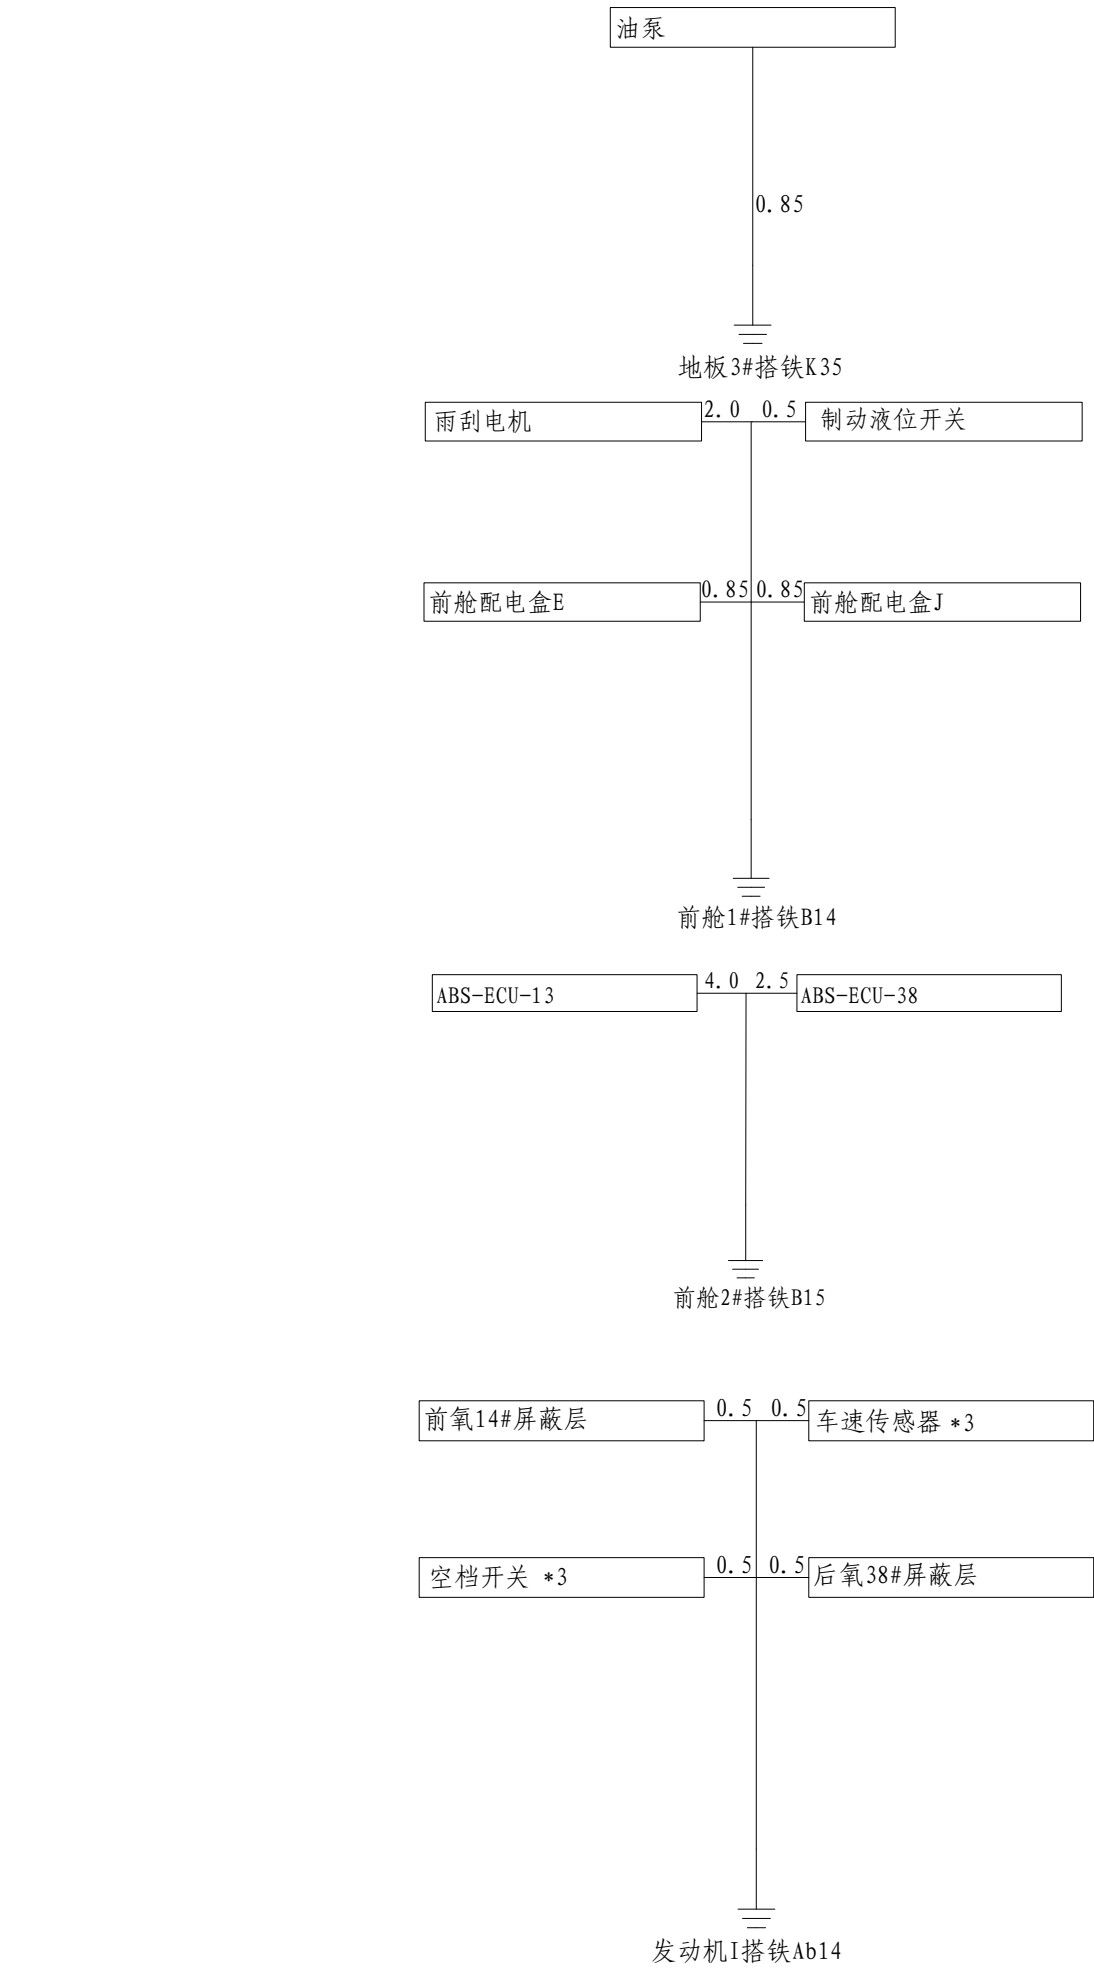 油泵
0.85
地板3#搭铁K35
雨刮电机 2.0 0.5 制动液位开关
前舱配电盒E 0.85 0.85 前舱配电盒J
前舱1#搭铁B14
ABS-ECU-13 4.0 2.5 ABS-ECU-38
前舱2#搭铁B15
前氧14#屏蔽层 0.5 0.5 车速传感器 *3
空档开关 *3 0.5 0.5 后氧38#屏蔽层
发动机I搭铁Ab14